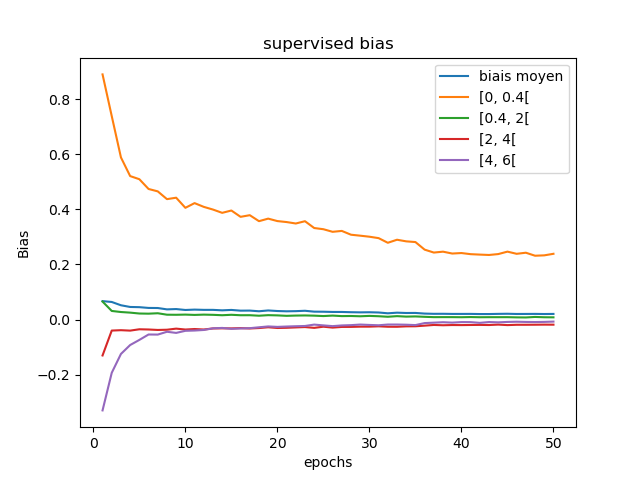 supervised bias
biais moyen
[0, 0.4[
[0.4, 2[
[2, 4[
[4, 6[
Bias
0.8
0.6
0.4
0.2
0.0
−0.2
0 10 20 30 40 50
epochs